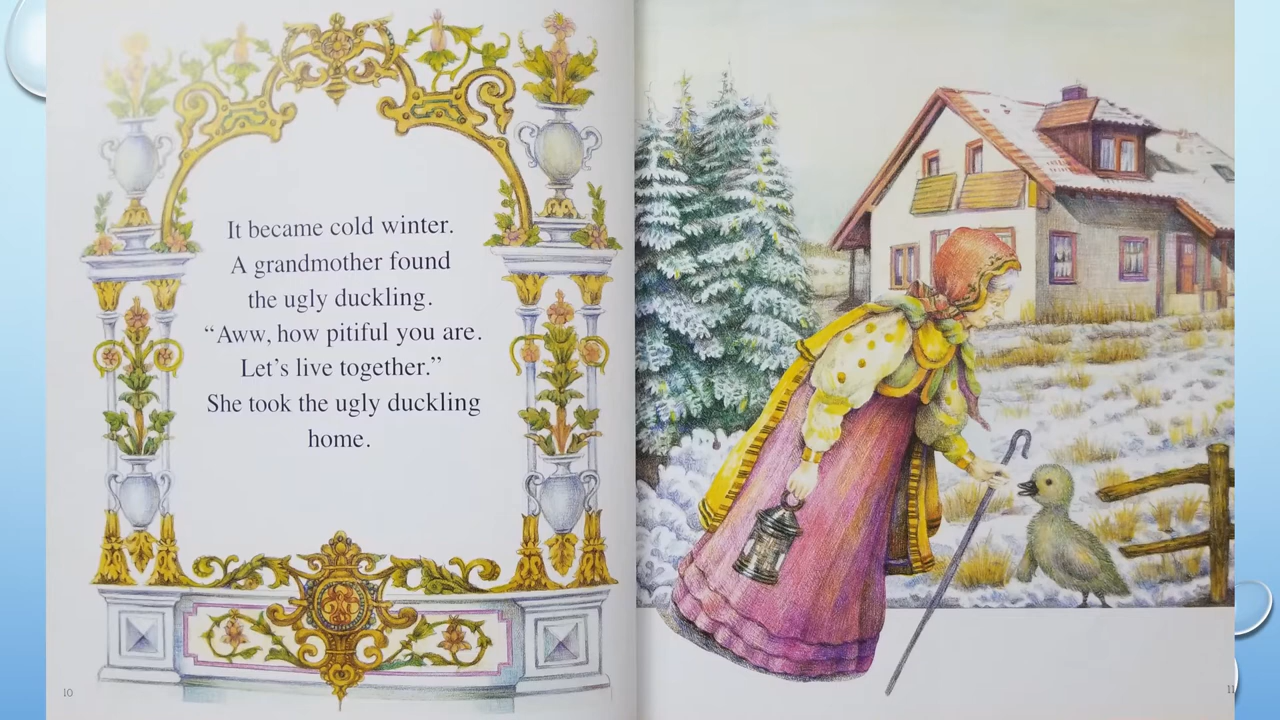 It became cold winter.
A grandmother found
the ugly duckling.
“Aww, how pitiful you are.
Let’s live together.”
She took the ugly duckling
home.
10
11